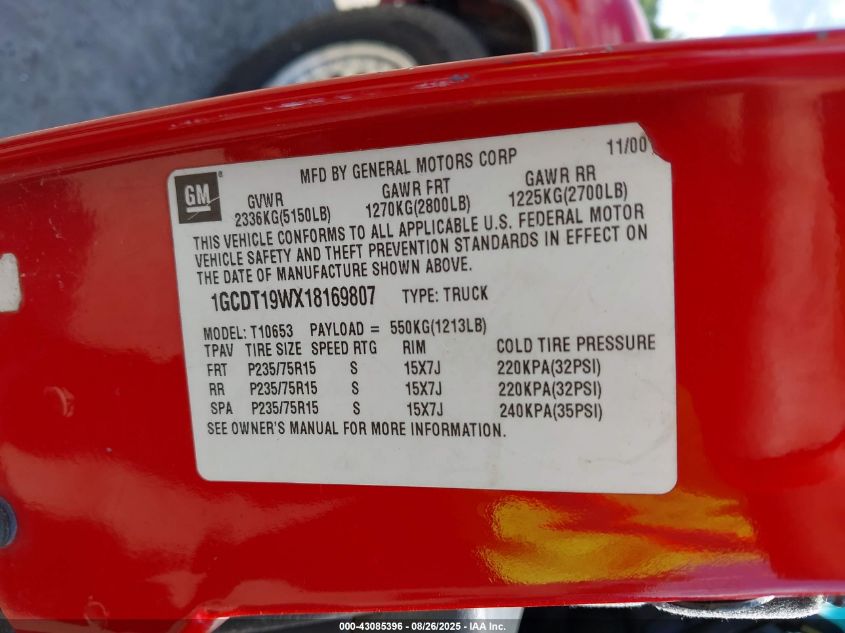 MFD BY GENERAL MOTORS CORP 11/00
GM
GVWR GAWR FRT GAWR RR
2336KG(5150LB) 1270KG(2800LB) 1225KG(2700LB)
THIS VEHICLE CONFORMS TO ALL APPLICABLE U.S. FEDERAL MOTOR
VEHICLE SAFETY AND THEFT PREVENTION STANDARDS IN EFFECT ON
THE DATE OF MANUFACTURE SHOWN ABOVE.
1GCDT19WX18169807 TYPE: TRUCK
MODEL: T10653 PAYLOAD = 550KG(1213LB)
TPAV TIRE SIZE SPEED RTG RIM COLD TIRE PRESSURE
FRT P235/75R15 S 15X7J 220KPA(32PSI)
RR P235/75R15 S 15X7J 220KPA(32PSI)
SPA P235/75R15 S 15X7J 240KPA(35PSI)
SEE OWNER'S MANUAL FOR MORE INFORMATION.
000-43085396 - 08/26/2025 - IAA Inc.